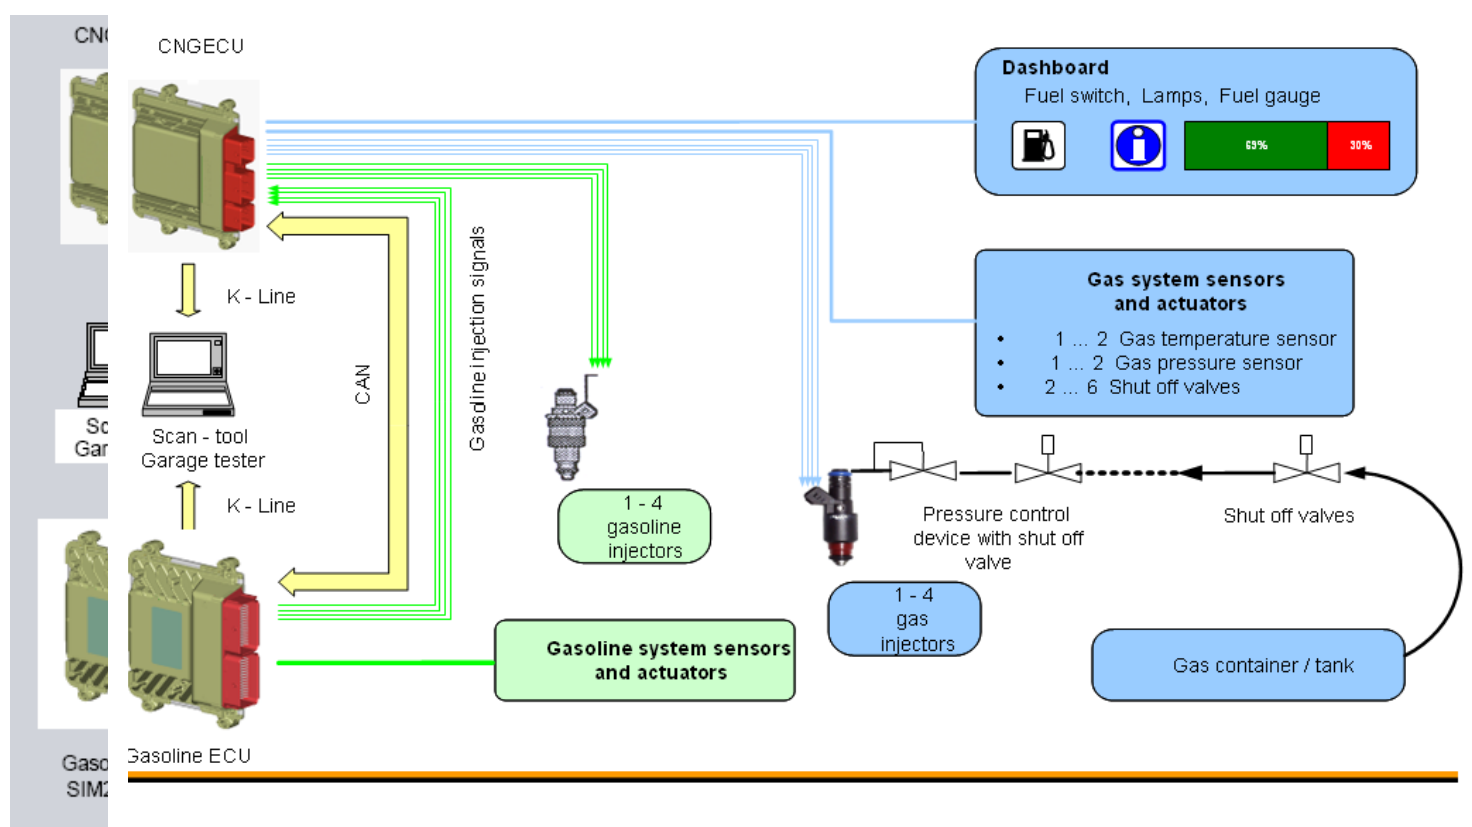 CNGECU
Dashboard
Fuel switch, Lamps, Fuel gauge
69% 30%
Gas system sensors
and actuators
• 1 ... 2 Gas temperature sensor
• 1 ... 2 Gas pressure sensor
• 2 ... 6 Shut off valves
K - Line
CAN
Gasoline injection signals
Scan - tool
Garage tester
K - Line
1 - 4
gasoline
injectors
Pressure control
device with shut off
valve
Shut off valves
1 - 4
gas
injectors
Gasoline system sensors
and actuators
Gas container / tank
Gasoline ECU